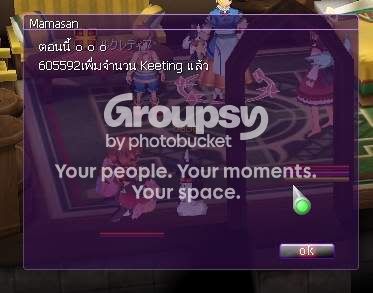 Mamasan
ตอนนี้ ○ ○ ○
605592เพิ่มจำนวน Keeting แล้ว
Groupsy
by photobucket
Your people. Your moments.
Your space.
ok